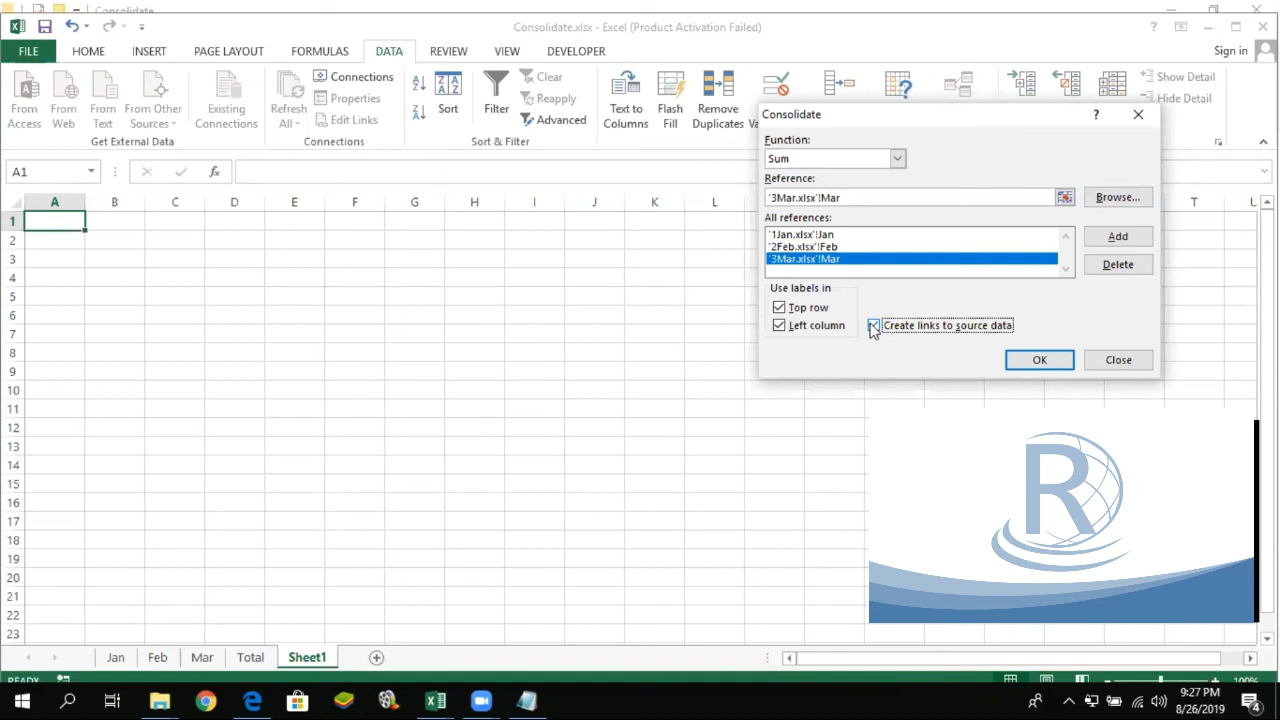 Consolidate
Consolidate.xlsx - Excel (Product Activation Failed)
?
FILE HOME INSERT PAGE LAYOUT FORMULAS DATA REVIEW VIEW DEVELOPER
Sign in
From Access
From Web
From Text
From Other Sources
Existing Connections
Get External Data
Refresh All
Connections
Properties
Edit Links
Connections
Sort
Filter
Clear
Reapply
Advanced
Sort & Filter
Text to Columns
Flash Fill
Remove Duplicates
Show Detail
Hide Detail
A1
fx
A B C D E F G H I J K L T U
1
2
3
4
5
6
7
8
9
10
11
12
13
14
15
16
17
18
19
20
21
22
23
Consolidate
?
Function:
Sum
Reference:
'3Mar.xlsx'!Mar
Browse...
All references:
'1Jan.xlsx'!Jan
'2Feb.xlsx'!Feb
'3Mar.xlsx'!Mar
Add
Delete
Use labels in
Top row
Left column
Create links to source data
OK
Close
R
Jan Feb Mar Total Sheet1
READY
100%
9:27 PM
8/26/2019
4